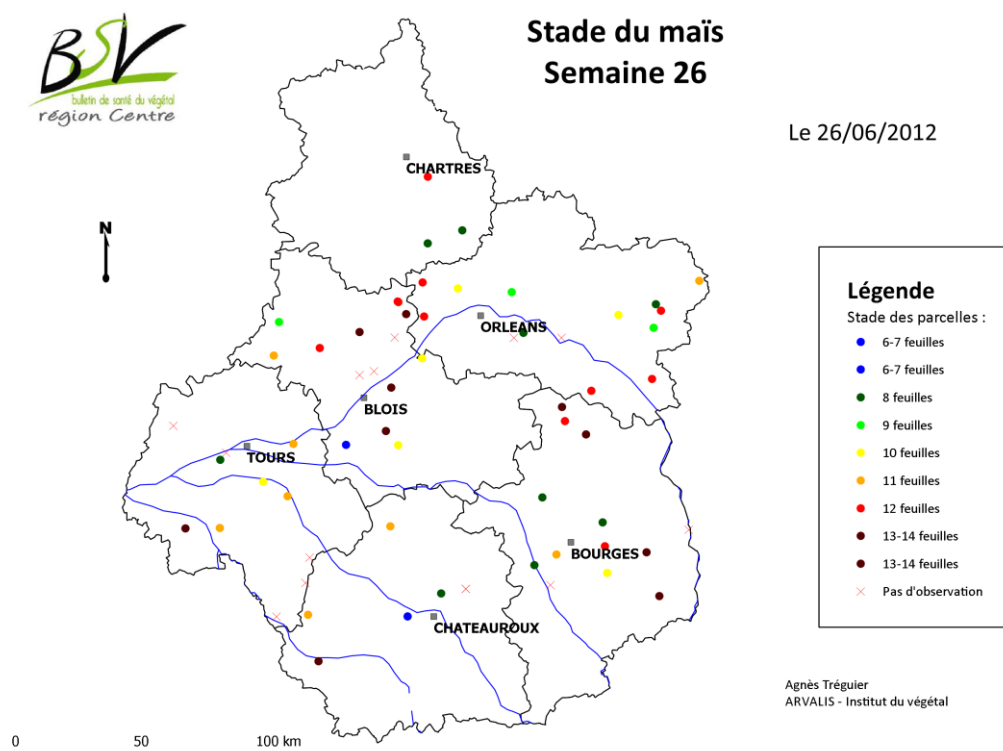 BSV
bulletin de santé du végétal
région Centre
Stade du maïs
Semaine 26
Le 26/06/2012
N
CHARTRES
ORLEANS
BLOIS
TOURS
BOURGES
CHATEAUROUX
Légende
Stade des parcelles :
6-7 feuilles
6-7 feuilles
8 feuilles
9 feuilles
10 feuilles
11 feuilles
12 feuilles
13-14 feuilles
13-14 feuilles
Pas d'observation
Agnès Tréguier
ARVALIS - Institut du végétal
0 50 100 km